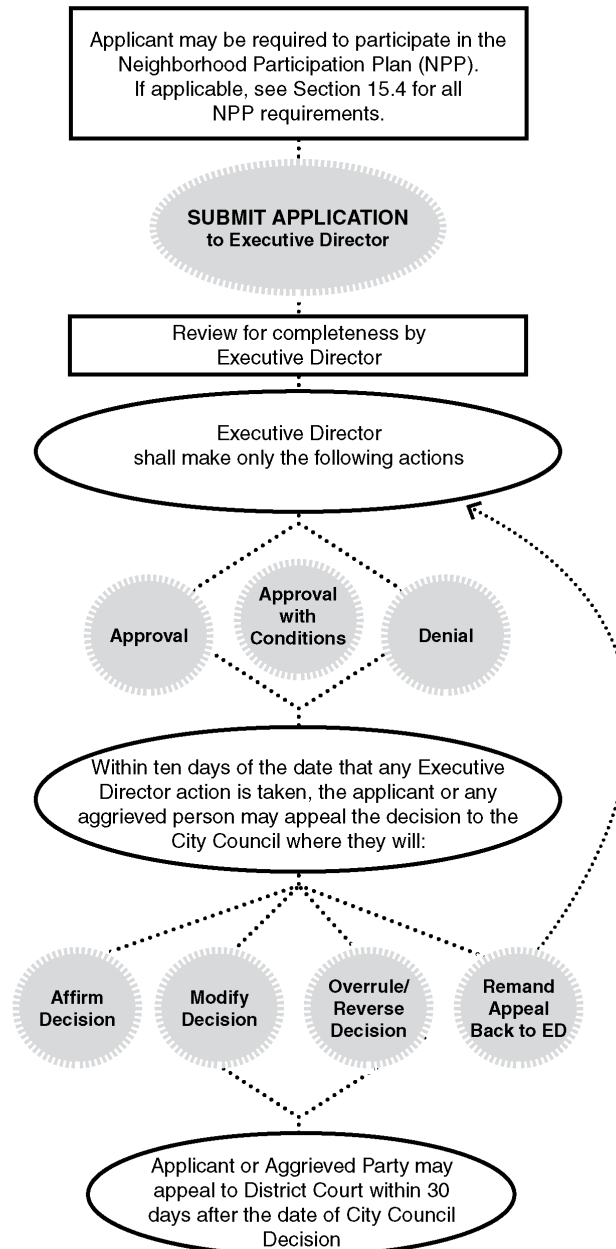 Applicant may be required to participate in the
Neighborhood Participation Plan (NPP).
If applicable, see Section 15.4 for all
NPP requirements.
SUBMIT APPLICATION
to Executive Director
Review for completeness by
Executive Director
Executive Director
shall make only the following actions
Approval
Approval
with
Conditions
Denial
Within ten days of the date that any Executive
Director action is taken, the applicant or any
aggrieved person may appeal the decision to the
City Council where they will:
Affirm
Decision
Modify
Decision
Overrule/
Reverse
Decision
Remand
Appeal
Back to ED
Applicant or Aggrieved Party may
appeal to District Court within 30
days after the date of City Council
Decision